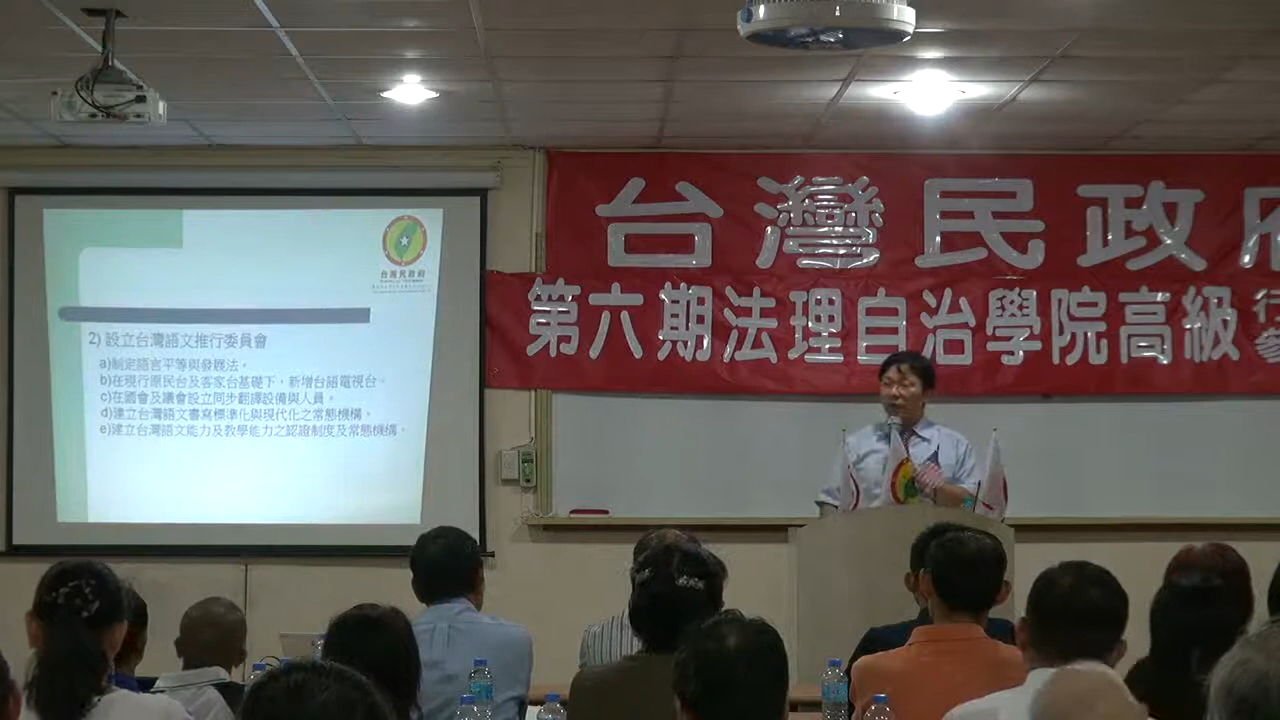 台灣民政府
第六期法理自治學院高級行
參
台灣民政府
2) 設立台灣語文推行委員會
a)制定語言平等與發展法。
b)在現行原民台及客家台基礎下，新增台語電視台。
c)在國會及議會設立同步翻譯設備與人員。
d)建立台灣語文書寫標準化與現代化之常態機構。
e)建立台灣語文能力及教學能力之認證制度及常態機構。